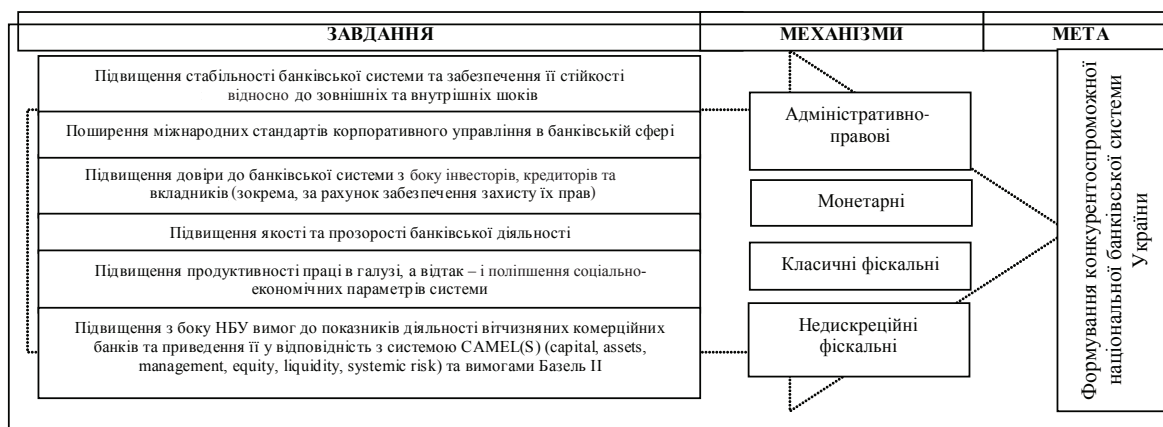 ЗАВДАННЯ
МЕХАНІЗМИ
МЕТА
Підвищення стабільності банківської системи та забезпечення її стійкості
відносно до зовнішніх та внутрішніх шоків
Поширення міжнародних стандартів корпоративного управління в банківській сфері
Підвищення довіри до банківської системи з боку інвесторів, кредиторів та
вкладників (зокрема, за рахунок забезпечення захисту їх прав)
Підвищення якості та прозорості банківської діяльності
Підвищення продуктивності праці в галузі, а відтак – і поліпшення соціально-
економічних параметрів системи
Підвищення з боку НБУ вимог до показників діяльності вітчизняних комерційних
банків та приведення її у відповідність з системою CAMEL(S) (capital, assets,
management, equity, liquidity, systemic risk) та вимогами Базель II
Адміністративно-
правові
Монетарні
Класичні фіскальні
Недискреційні
фіскальні
Формування конкурентоспроможної
національної банківської системи
України